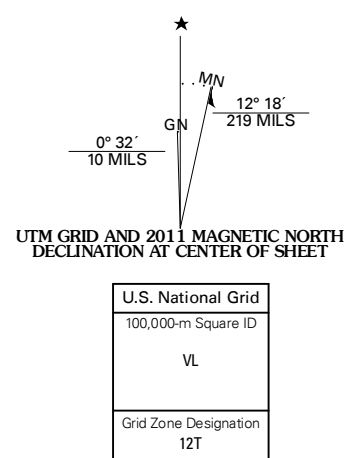 MN
12° 18´
219 MILS
GN
0° 32´
10 MILS
UTM GRID AND 2011 MAGNETIC NORTH
DECLINATION AT CENTER OF SHEET
U.S. National Grid
100,000-m Square ID
VL
Grid Zone Designation
12T